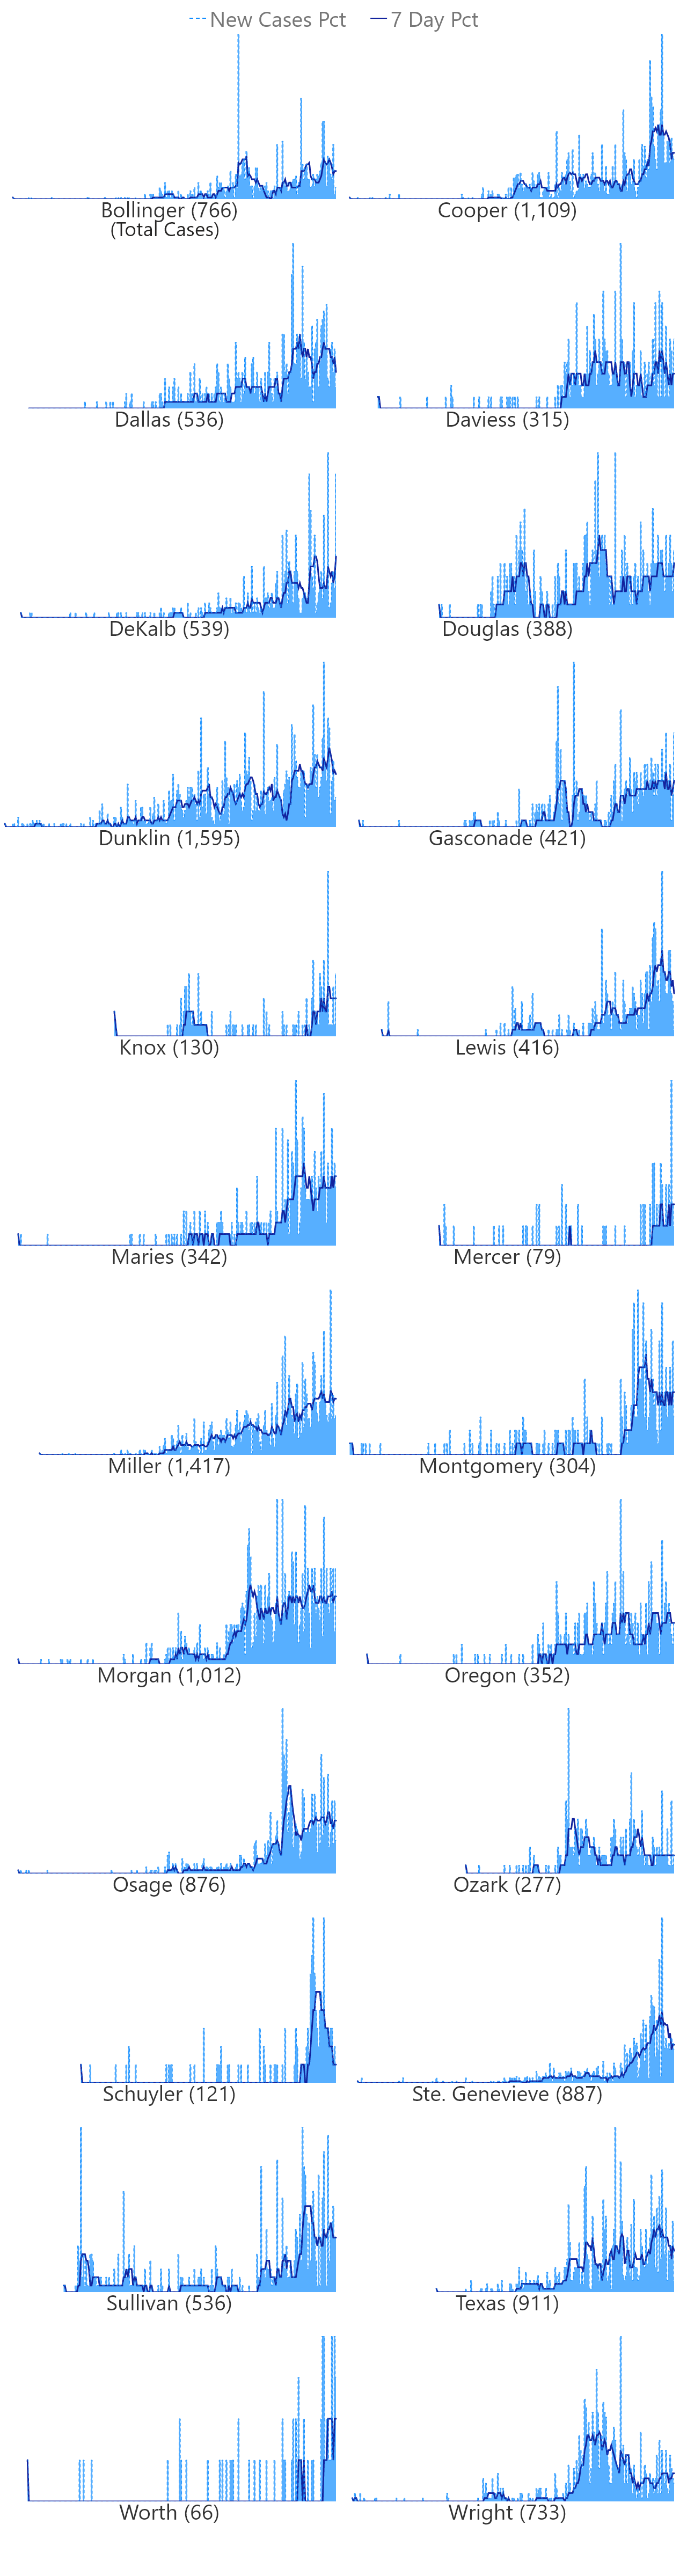 New Cases Pct 7 Day Pct
Bollinger (766) Cooper (1,109)
(Total Cases)
Dallas (536) Daviess (315)
DeKalb (539) Douglas (388)
Dunklin (1,595) Gasconade (421)
Knox (130) Lewis (416)
Maries (342) Mercer (79)
Miller (1,417) Montgomery (304)
Morgan (1,012) Oregon (352)
Osage (876) Ozark (277)
Schuyler (121) Ste. Genevieve (887)
Sullivan (536) Texas (911)
Worth (66) Wright (733)